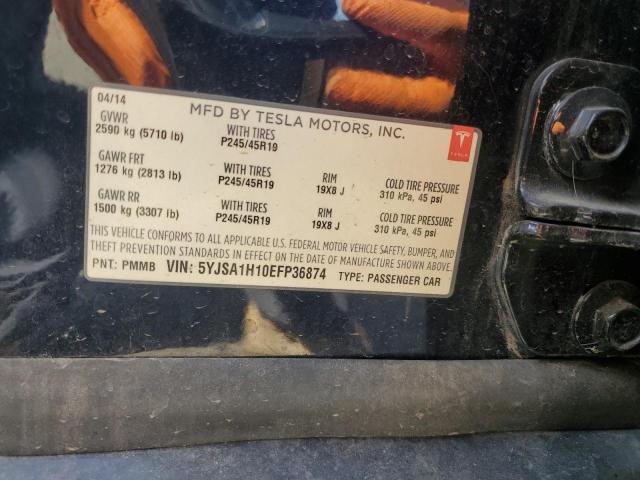 04/14
MFD BY TESLA MOTORS, INC.
GVWR
2590 kg (5710 lb)
WITH TIRES
P245/45R19
TESLA
GAWR FRT
1276 kg (2813 lb)
WITH TIRES
P245/45R19
RIM
19X8 J
COLD TIRE PRESSURE
310 kPa, 45 psi
GAWR RR
1500 kg (3307 lb)
WITH TIRES
P245/45R19
RIM
19X8 J
COLD TIRE PRESSURE
310 kPa, 45 psi
THIS VEHICLE CONFORMS TO ALL APPLICABLE U.S. FEDERAL MOTOR VEHICLE SAFETY, BUMPER, AND
THEFT PREVENTION STANDARDS IN EFFECT ON THE DATE OF MANUFACTURE SHOWN ABOVE.
PNT: PMMB VIN: 5YJSA1H10EFP36874 TYPE: PASSENGER CAR